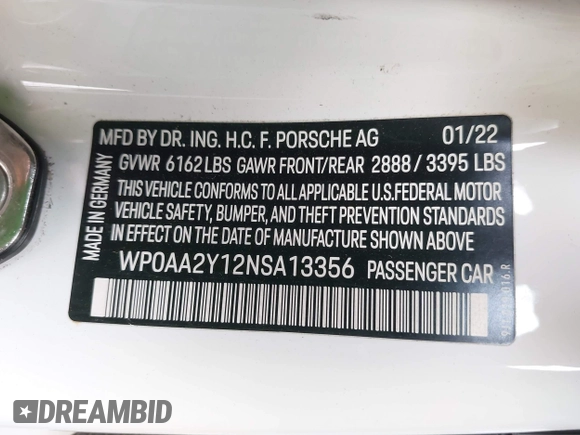 MFD BY DR. ING. H.C. F. PORSCHE AG 01/22
GVWR 6162 LBS GAWR FRONT/REAR 2888 / 3395 LBS
THIS VEHICLE CONFORMS TO ALL APPLICABLE U.S. FEDERAL MOTOR
VEHICLE SAFETY, BUMPER, AND THEFT PREVENTION STANDARDS
IN EFFECT ON THE DATE OF MANUFACTURE SHOWN ABOVE.
WP0AA2Y12NSA13356 PASSENGER CAR
MADE IN GERMANY
DREAMBID